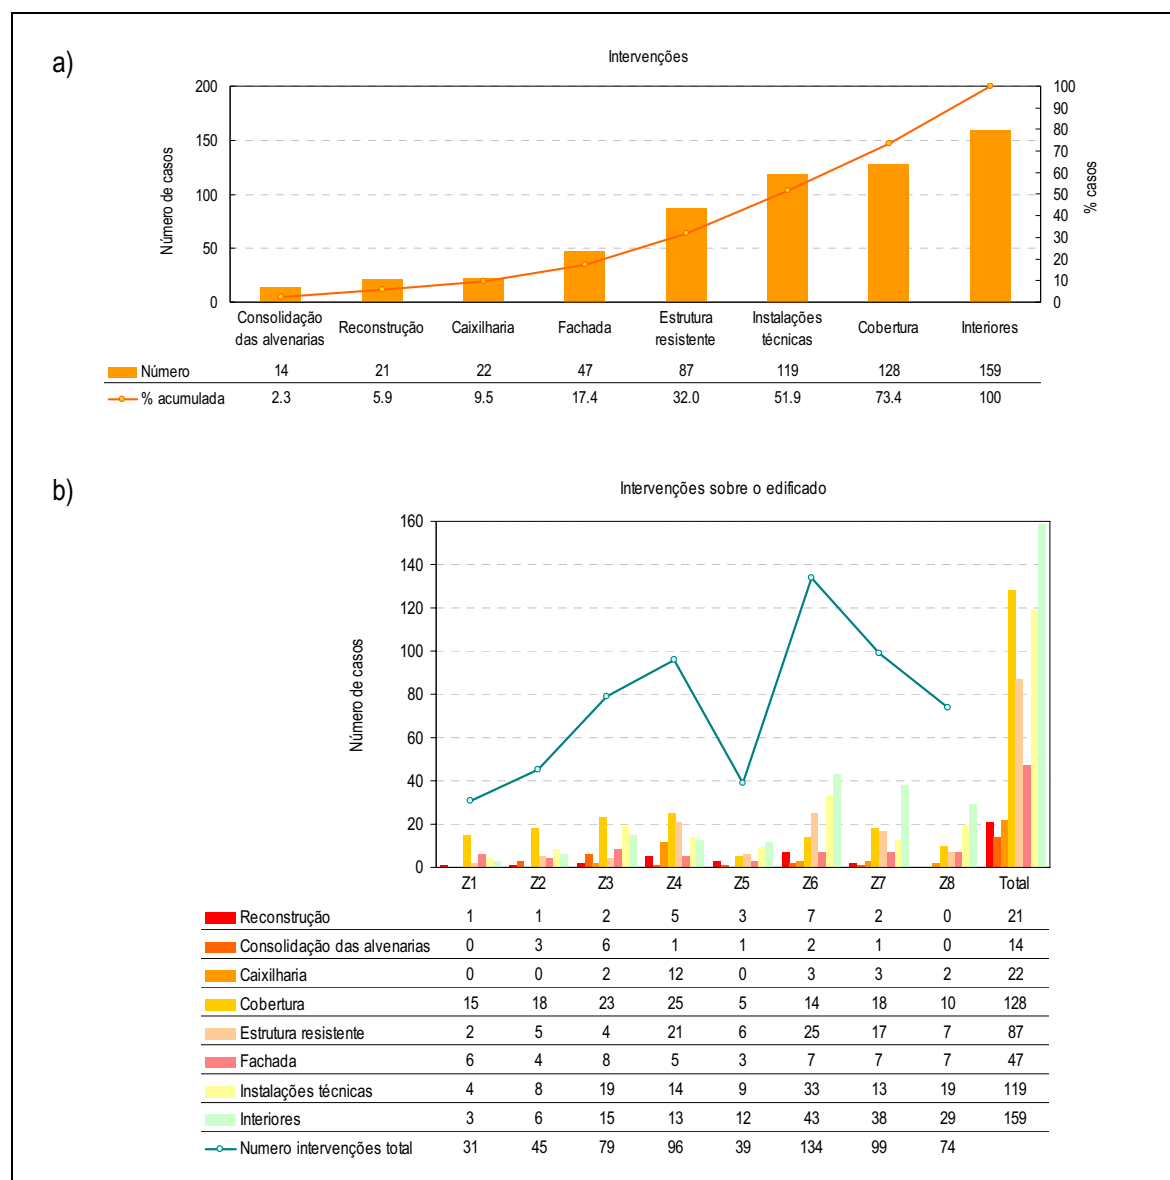 a)
Intervenções
Número de casos
200
150
100
50
0
% casos
100
90
80
70
60
50
40
30
20
10
0
Consolidação das alvenarias
Reconstrução
Caixilharia
Fachada
Estrutura resistente
Instalações técnicas
Cobertura
Interiores
Número 14 21 22 47 87 119 128 159
% acumulada 2.3 5.9 9.5 17.4 32.0 51.9 73.4 100
b)
Intervenções sobre o edificado
Número de casos
160
140
120
100
80
60
40
20
0
Z1 Z2 Z3 Z4 Z5 Z6 Z7 Z8 Total
Reconstrução 1 1 2 5 3 7 2 0 21
Consolidação das alvenarias 0 3 6 1 1 2 1 0 14
Caixilharia 0 0 2 12 0 3 3 2 22
Cobertura 15 18 23 25 5 14 18 10 128
Estrutura resistente 2 5 4 21 6 25 17 7 87
Fachada 6 4 8 5 3 7 7 7 47
Instalações técnicas 4 8 19 14 9 33 13 19 119
Interiores 3 6 15 13 12 43 38 29 159
Numero intervenções total 31 45 79 96 39 134 99 74